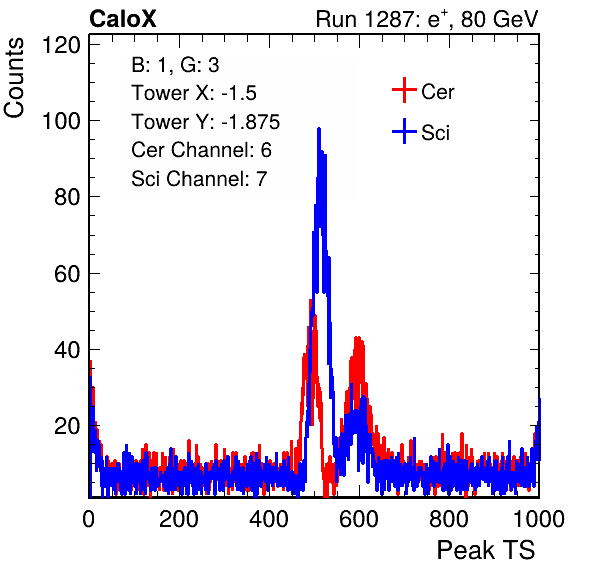 CaloX Run 1287: e⁺, 80 GeV
Counts
120
100
80
60
40
20
B: 1, G: 3
Tower X: -1.5
Tower Y: -1.875
Cer Channel: 6
Sci Channel: 7
Cer
Sci
0 200 400 600 800 1000
Peak TS